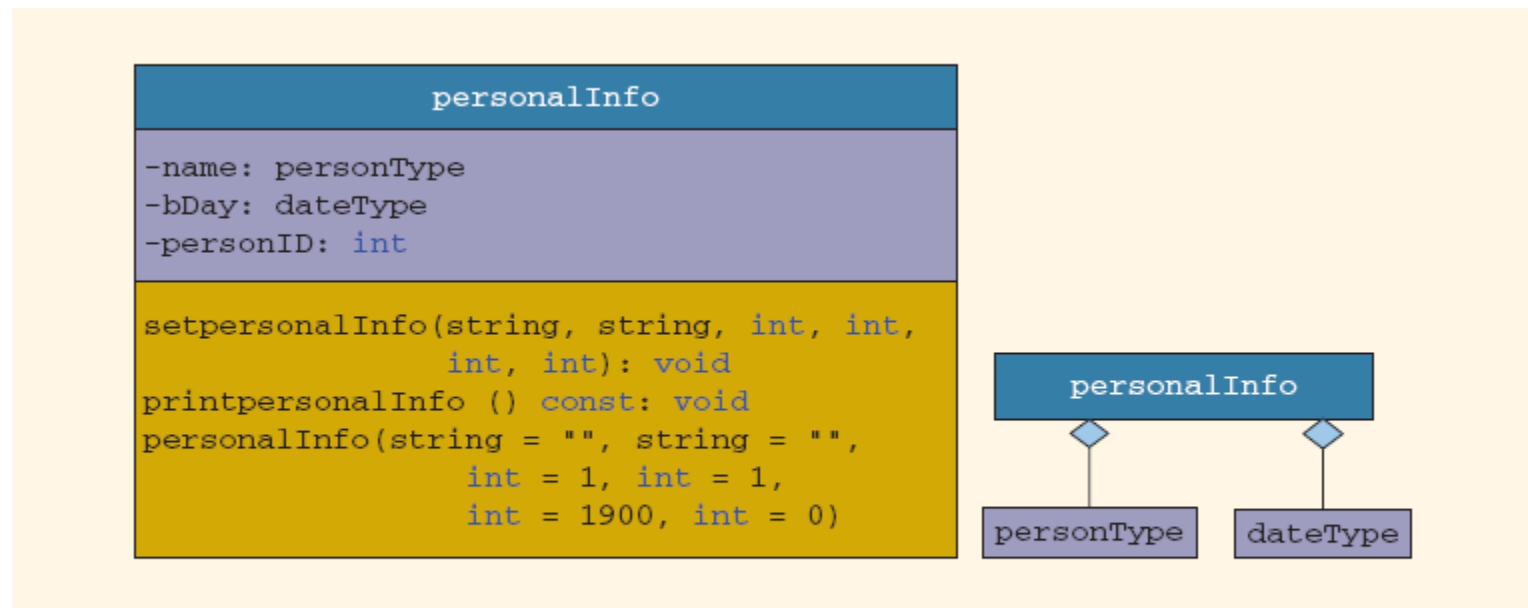 personalInfo
-name: personType
-bDay: dateType
-personID: int
setpersonalInfo(string, string, int, int,
int, int): void
printpersonalInfo () const: void
personalInfo(string = "", string = "",
int = 1, int = 1,
int = 1900, int = 0)
personalInfo
personType
dateType